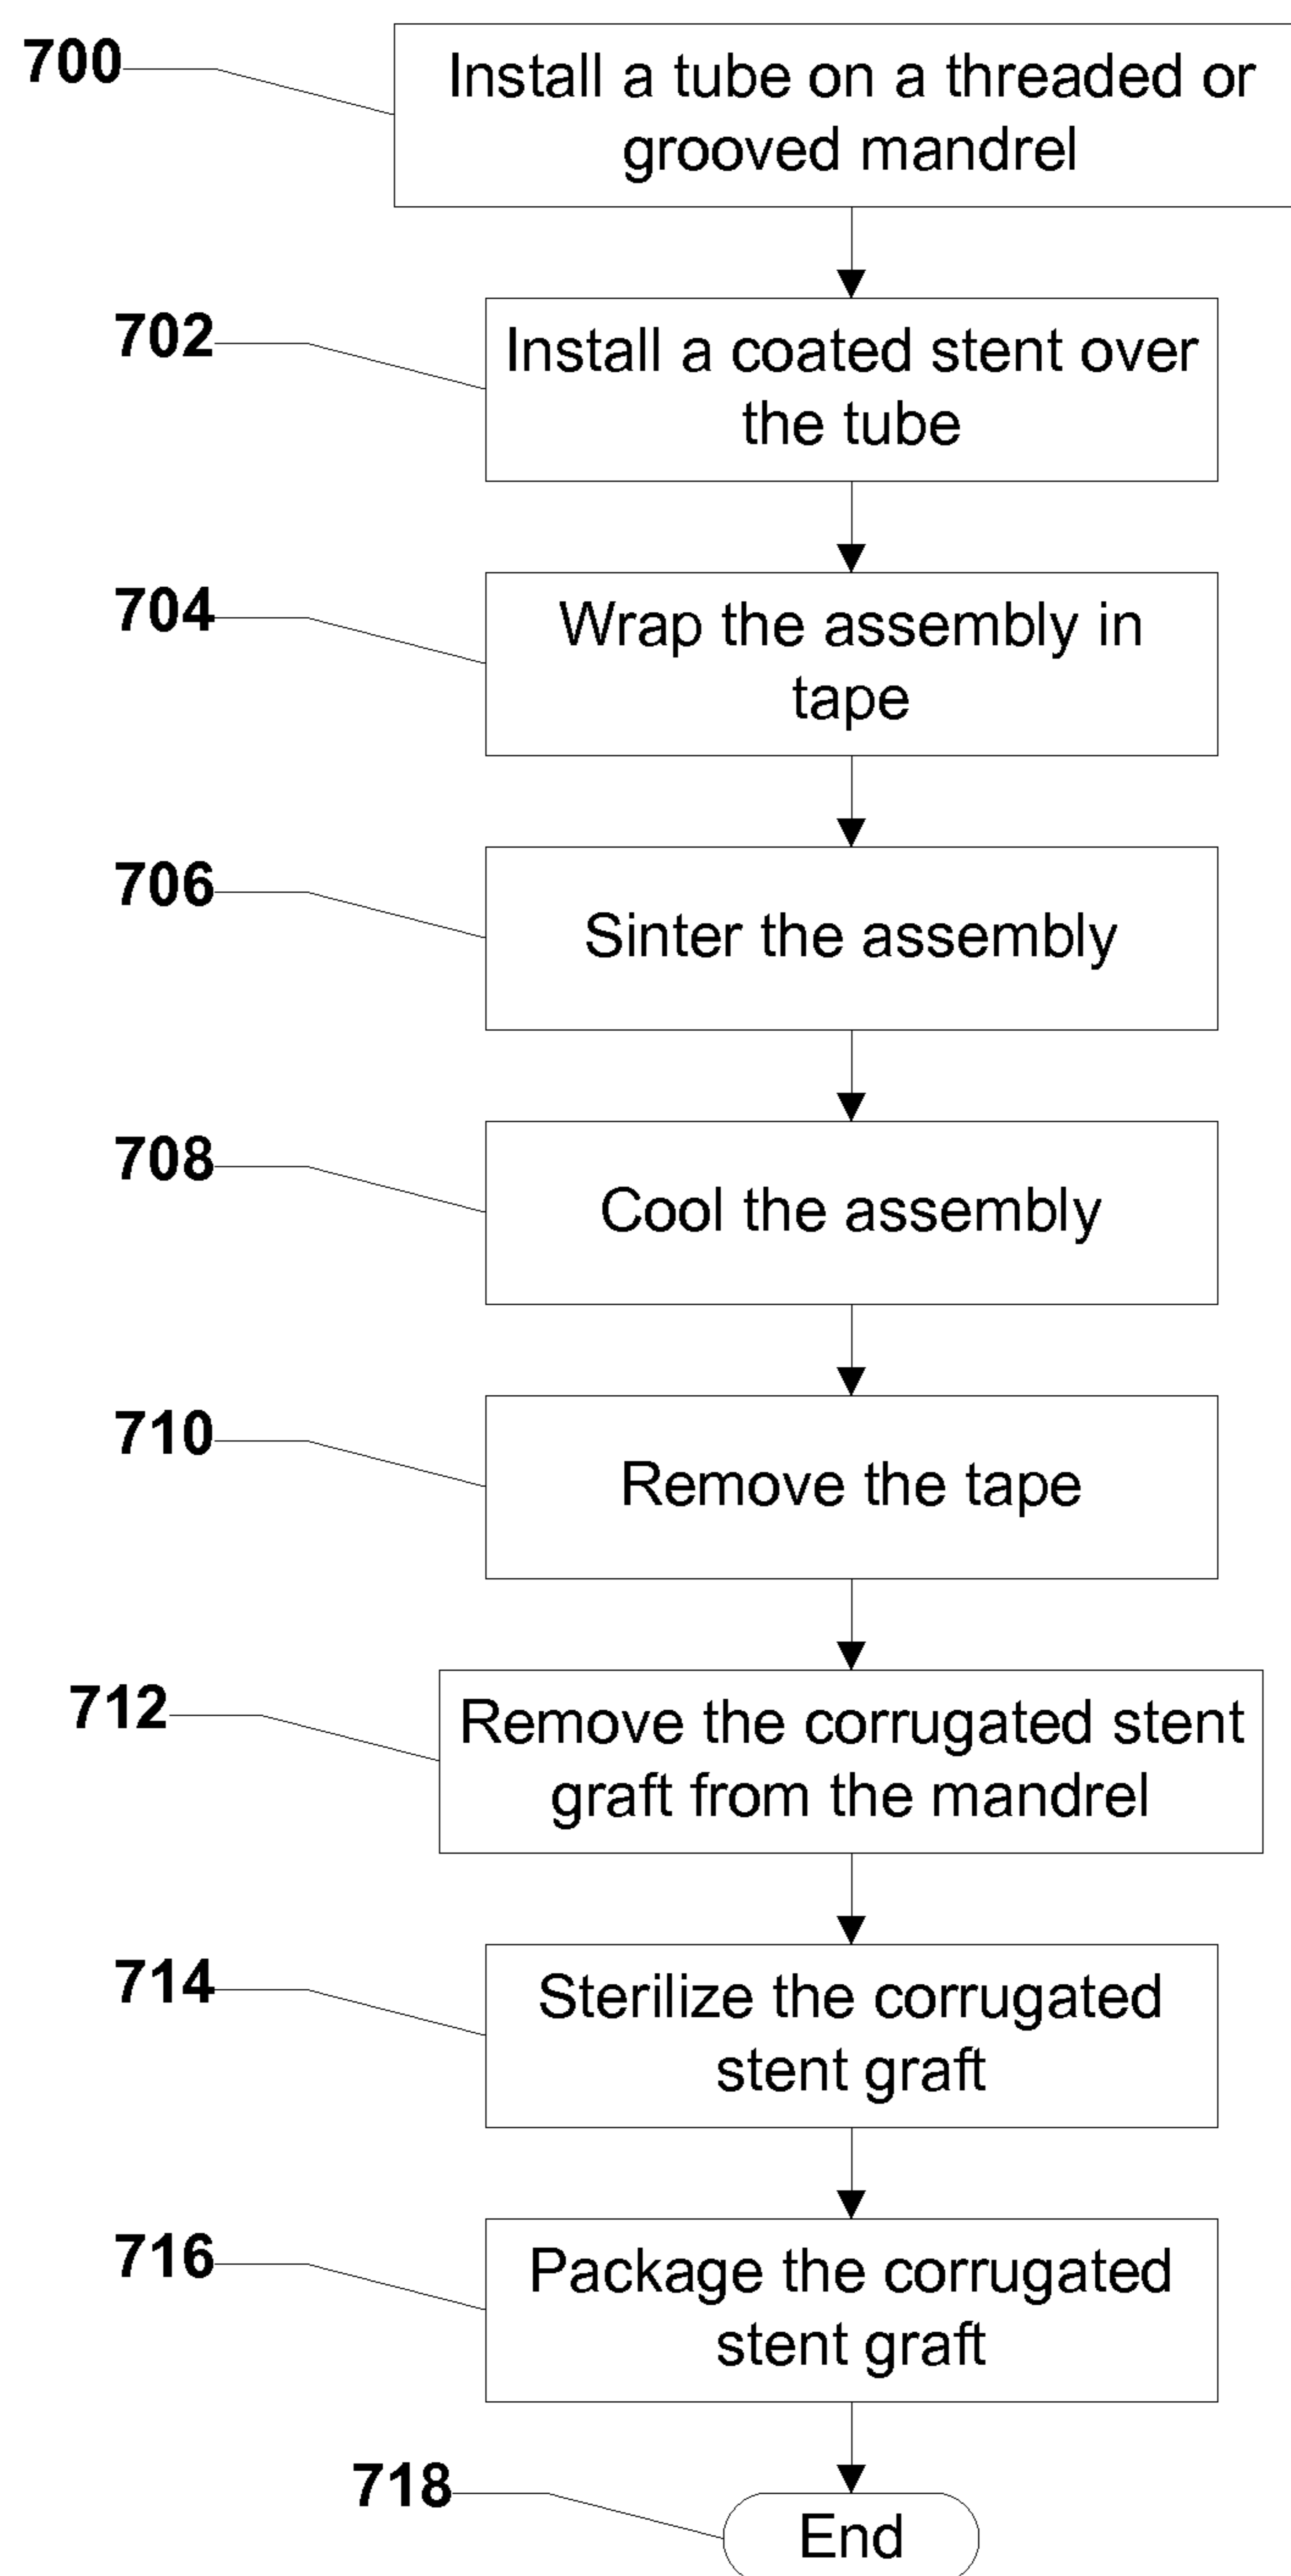 700
Install a tube on a threaded or
grooved mandrel
702
Install a coated stent over
the tube
704
Wrap the assembly in
tape
706
Sinter the assembly
708
Cool the assembly
710
Remove the tape
712
Remove the corrugated stent
graft from the mandrel
714
Sterilize the corrugated
stent graft
716
Package the corrugated
stent graft
718
End